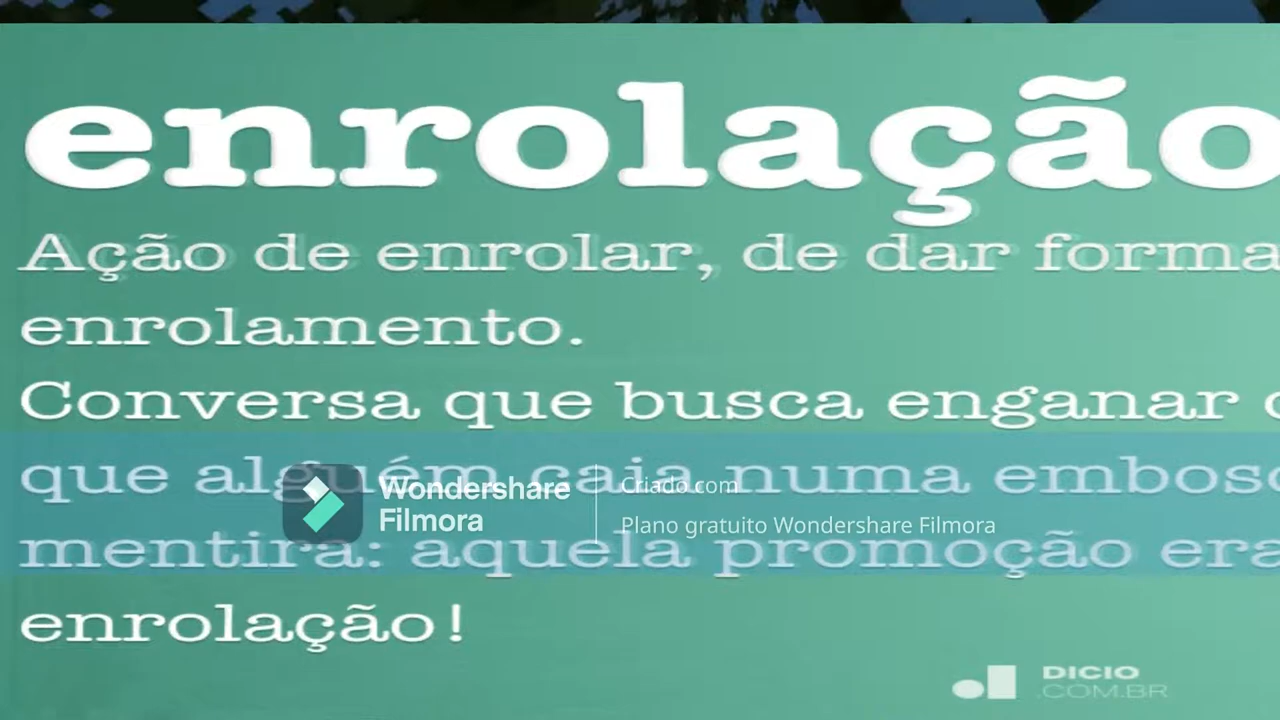 enrolação
Ação de enrolar, de dar forma
enrolamento.
Conversa que busca enganar
que alguém caia numa
mentira: aquela promoção era
enrolação!
Wondershare
Filmora
Criado com
Plano gratuito Wondershare Filmora
DICIO
.COM.BR